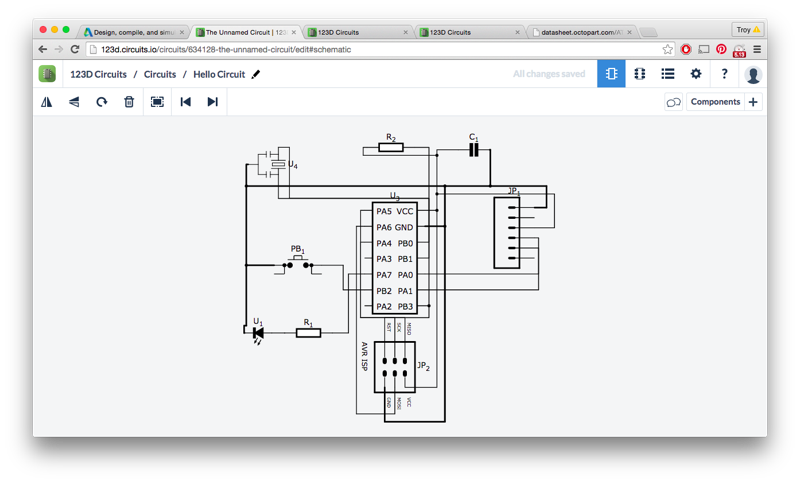 Design, compile, and simul
The Unnamed Circuit | 123
123D Circuits
123D Circuits
datasheet.octopart.com/AT
Troy
123d.circuits.io/circuits/634128-the-unnamed-circuit/edit#schematic
123D Circuits / Circuits / Hello Circuit
All changes saved
?
Components +
R2
C1
U4
JP1
U3
PA5 VCC
PA6 GND
PA4 PB0
PA3 PB1
PA7 PA0
PB2 PA1
PA2 PB3
PB1
U1
R1
RST SCK MISO
AVR ISP
JP2
GND MOSI VCC